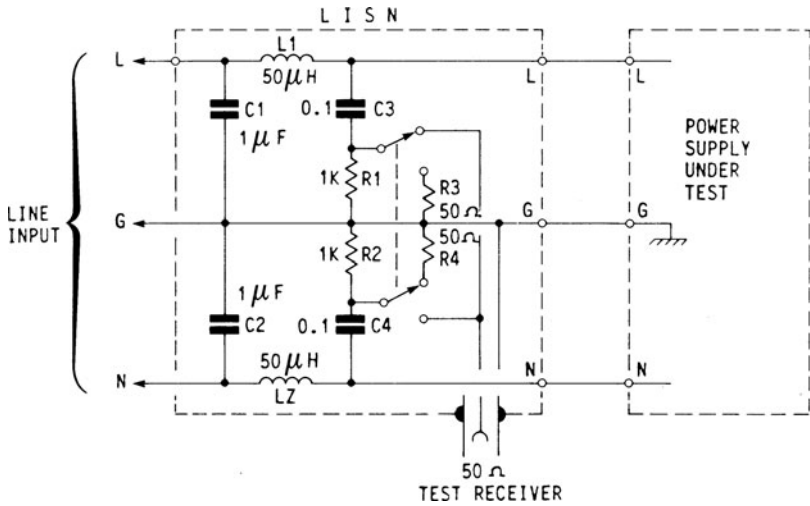 L I S N
L
L1
50μH
L
L
C1
1μF
0.1
C3
1K
R1
R3
50Ω
POWER
SUPPLY
UNDER
TEST
LINE
INPUT
G
G
G
50Ω
R4
1K
R2
1μF
C2
0.1
C4
50μH
LZ
N
N
N
50Ω
TEST RECEIVER